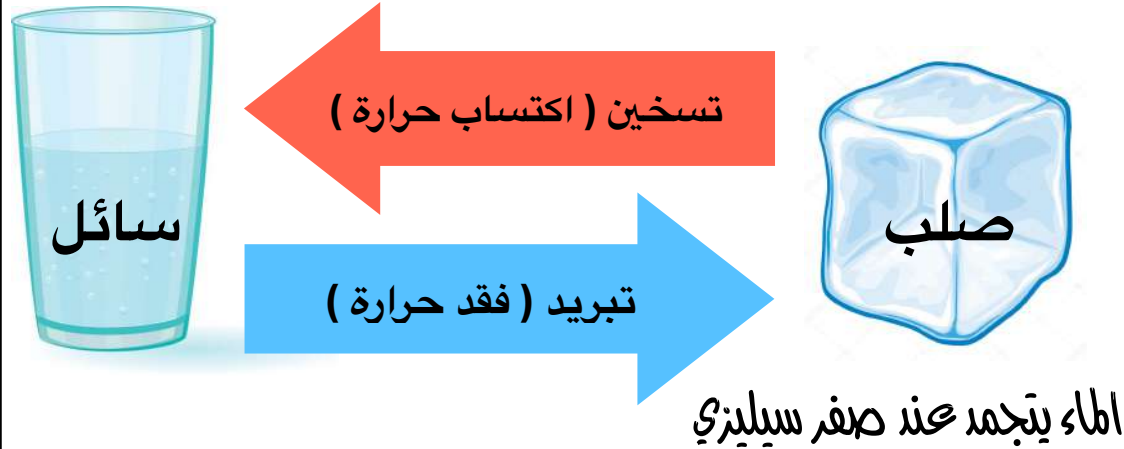 تسخين ( اكتساب حرارة )
صلب
سائل
تبريد ( فقد حرارة )
الماء يتجمد عند صفر سيليزي